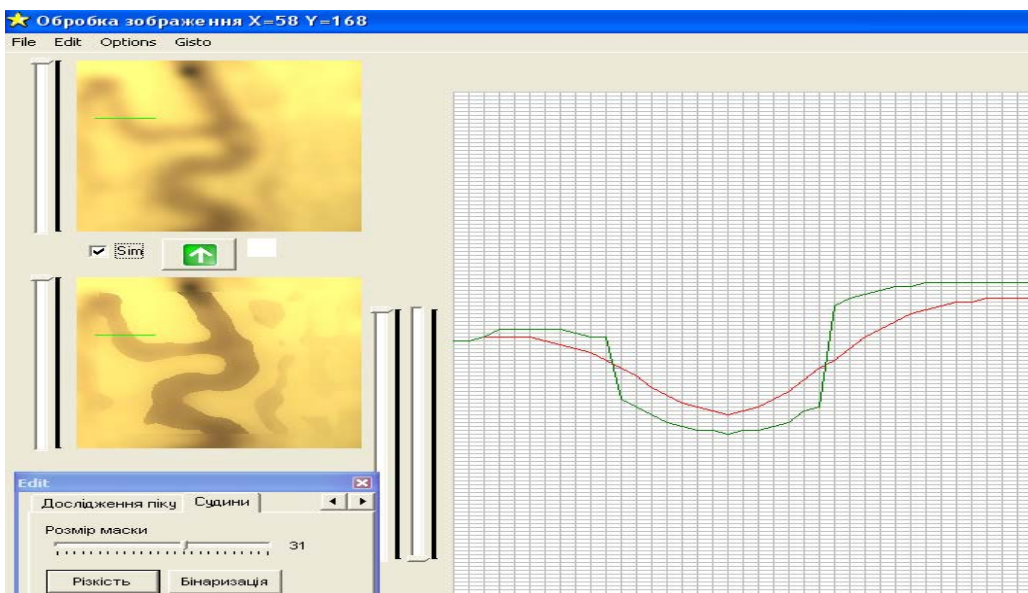 Обробка зображення X=58 Y=168
File Edit Options Gisto
Sim
Edit
Дослідження піку Судини
Розмір маски
31
Різкість Бінаризація